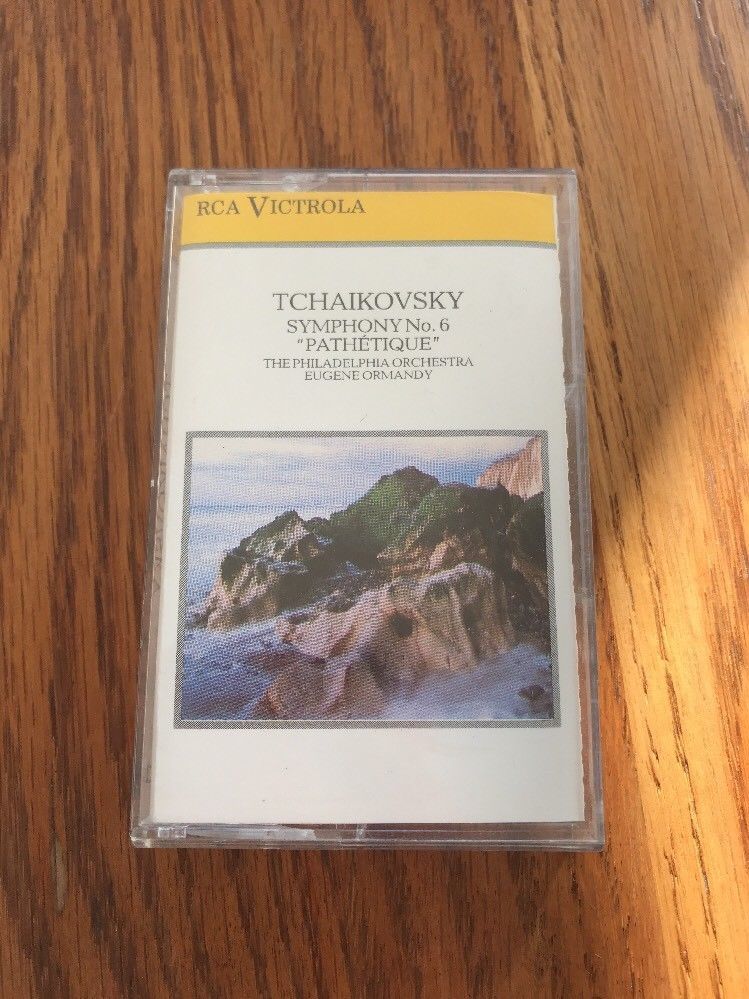 RCA VICTROLA
TCHAIKOVSKY
SYMPHONY No. 6
"PATHÉTIQUE"
THE PHILADELPHIA ORCHESTRA
EUGENE ORMANDY